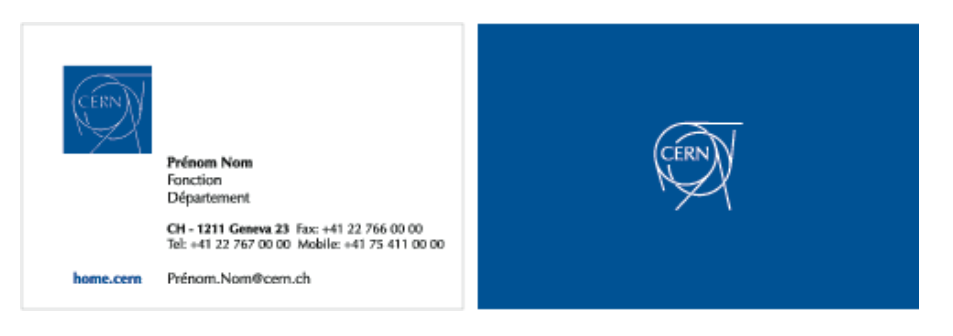 CERN
Prénom Nom
Fonction
Département
CH - 1211 Geneva 23 Fax: +41 22 766 00 00
Tel: +41 22 767 00 00 Mobile: +41 75 411 00 00
home.cern Prénom.Nom@cern.ch
CERN